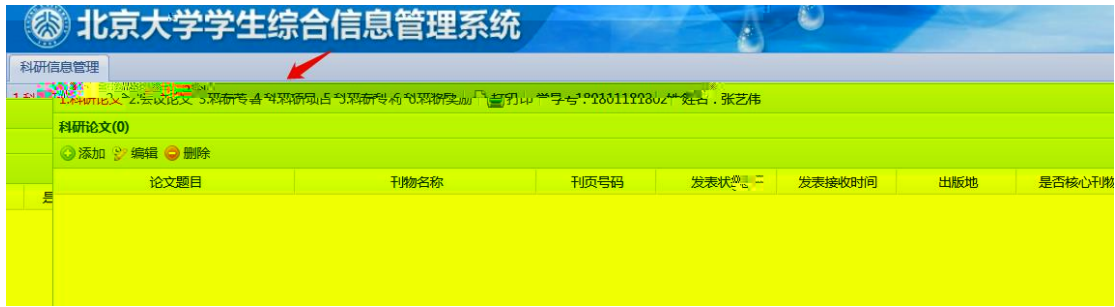 北京大学学生综合信息管理系统
科研信息管理
1.科研论文 2.会议论文 3.科研专著 4.科研项目 5.科研专利 6.科研奖励 打印 学号: 姓名:张艺伟
科研论文(0)
添加 编辑 删除
论文题目 刊物名称 刊页号码 发表状 发表接收时间 出版地 是否核心刊物